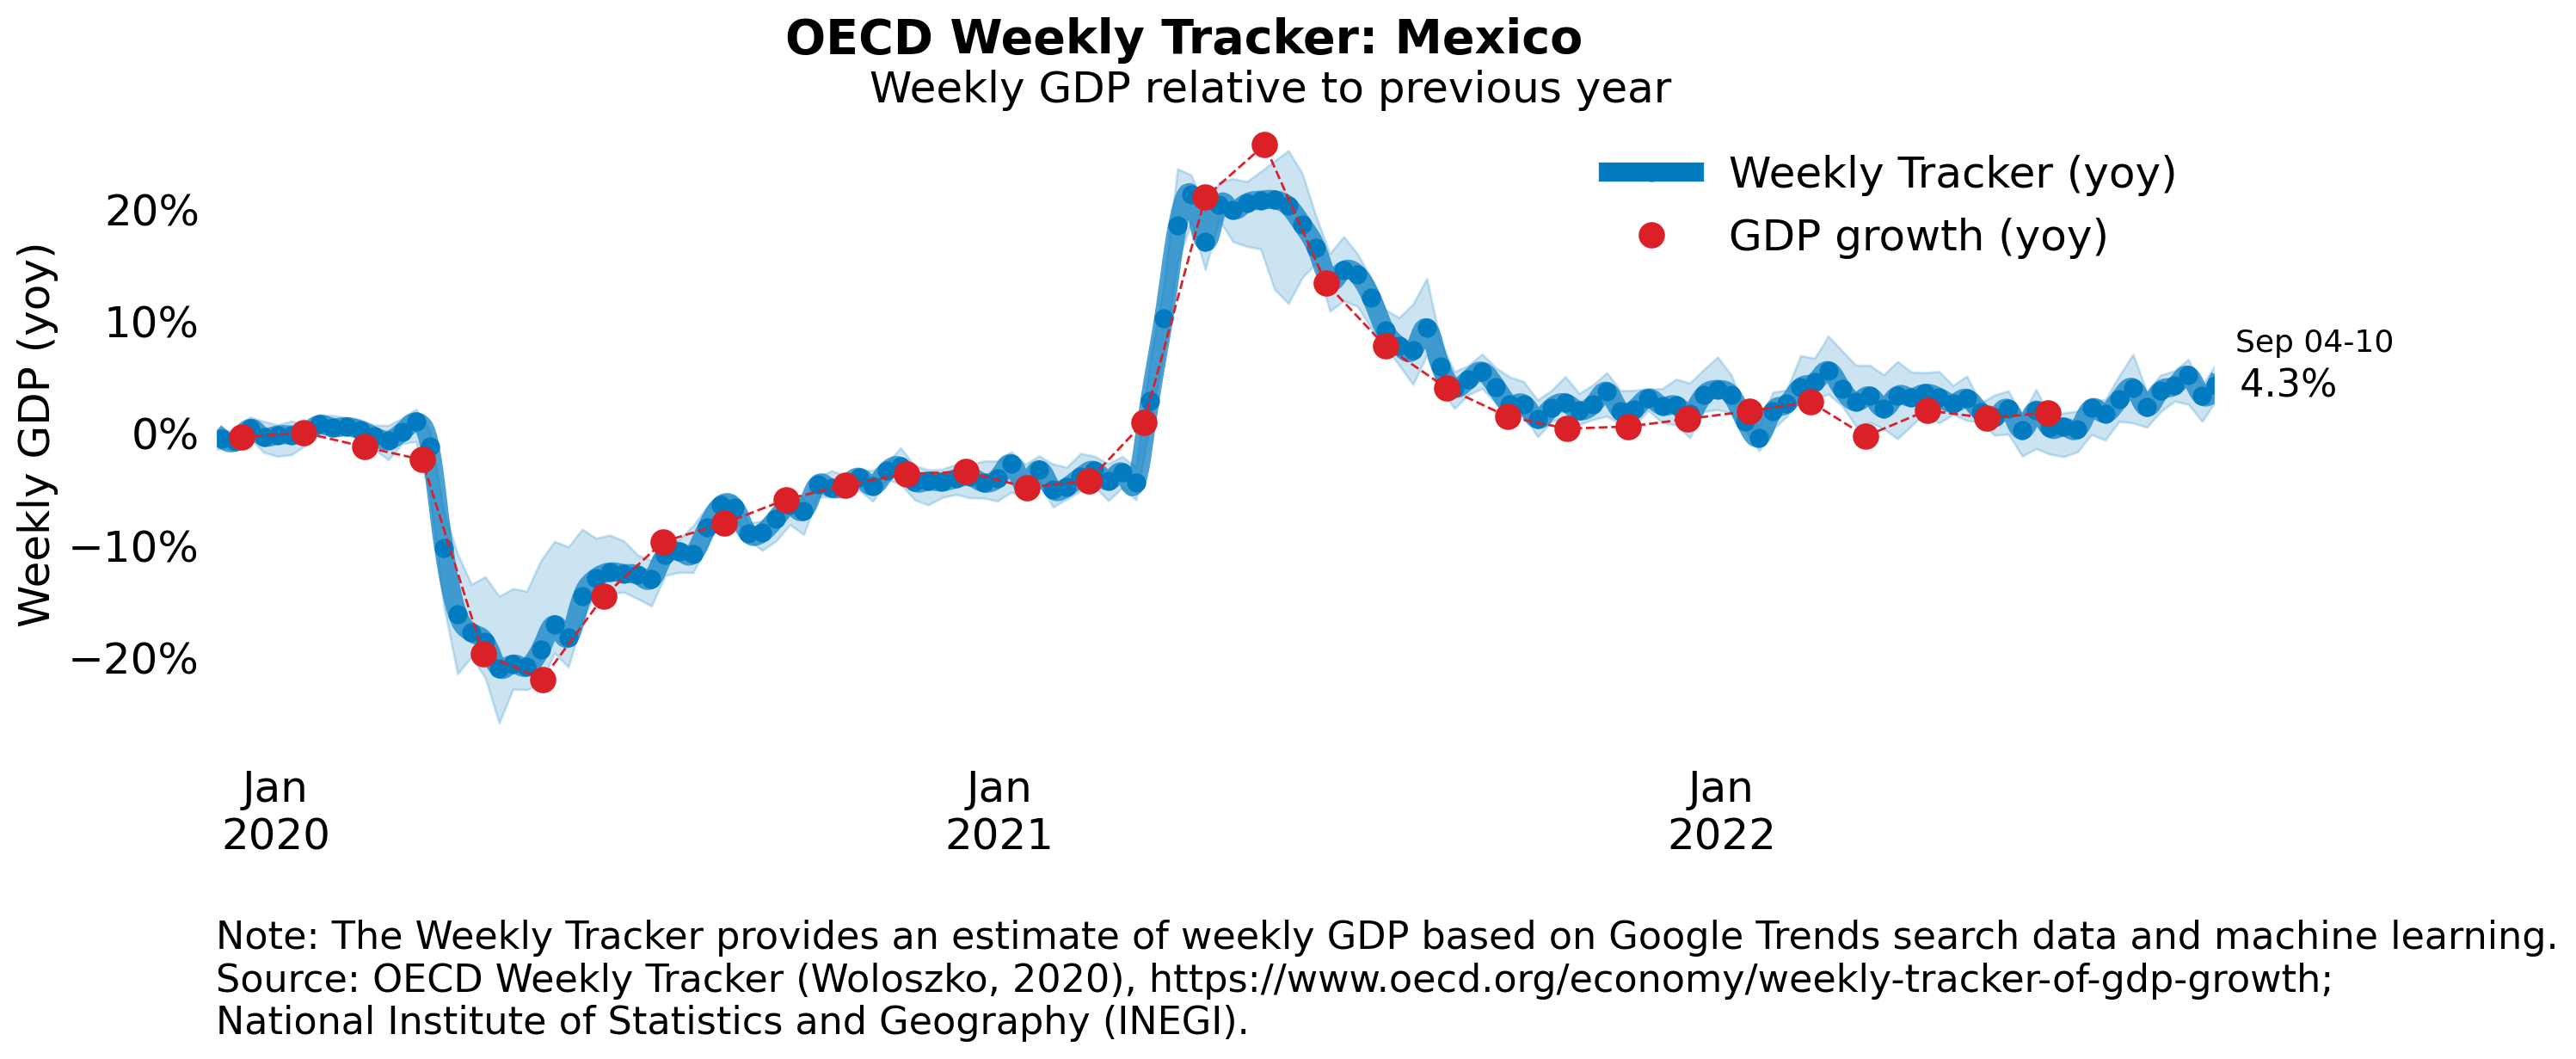 OECD Weekly Tracker: Mexico
Weekly GDP relative to previous year
Weekly Tracker (yoy)
GDP growth (yoy)
Weekly GDP (yoy)
20%
10%
0%
−10%
−20%
Sep 04-10
4.3%
Jan
2020
Jan
2021
Jan
2022
Note: The Weekly Tracker provides an estimate of weekly GDP based on Google Trends search data and machine learning.
Source: OECD Weekly Tracker (Woloszko, 2020), https://www.oecd.org/economy/weekly-tracker-of-gdp-growth;
National Institute of Statistics and Geography (INEGI).